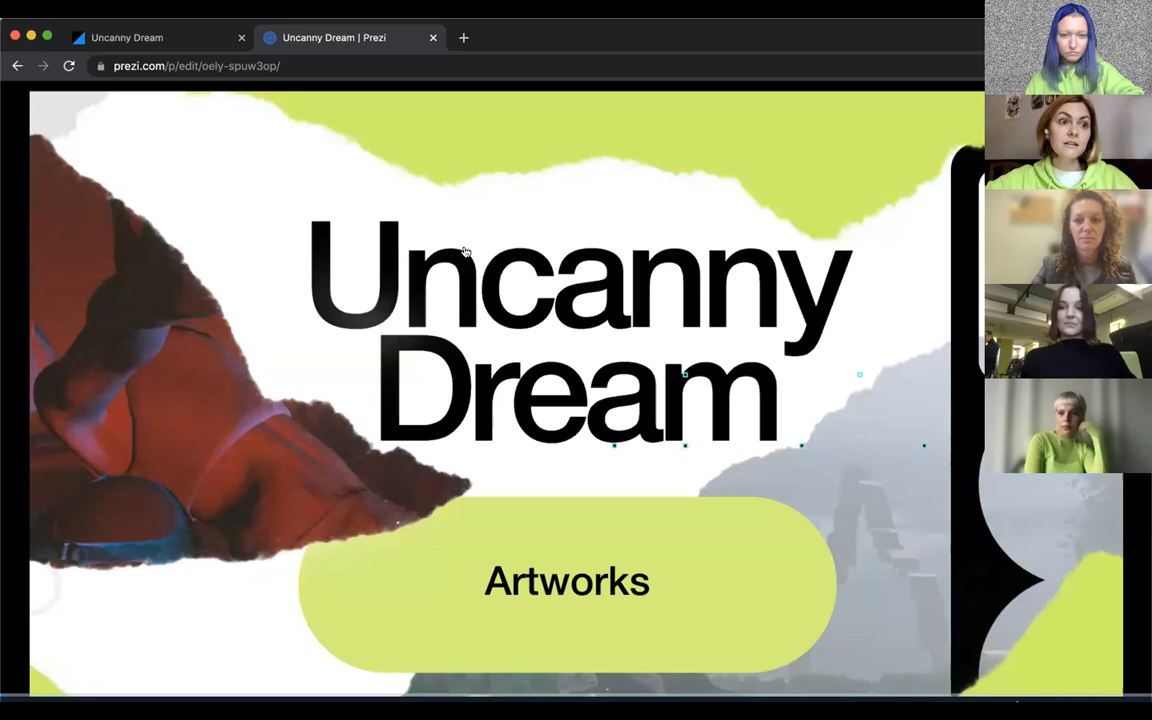 Uncanny Dream
Uncanny Dream | Prezi
prezi.com/p/edit/oely-spuw3op/
Uncanny
Dream
Artworks